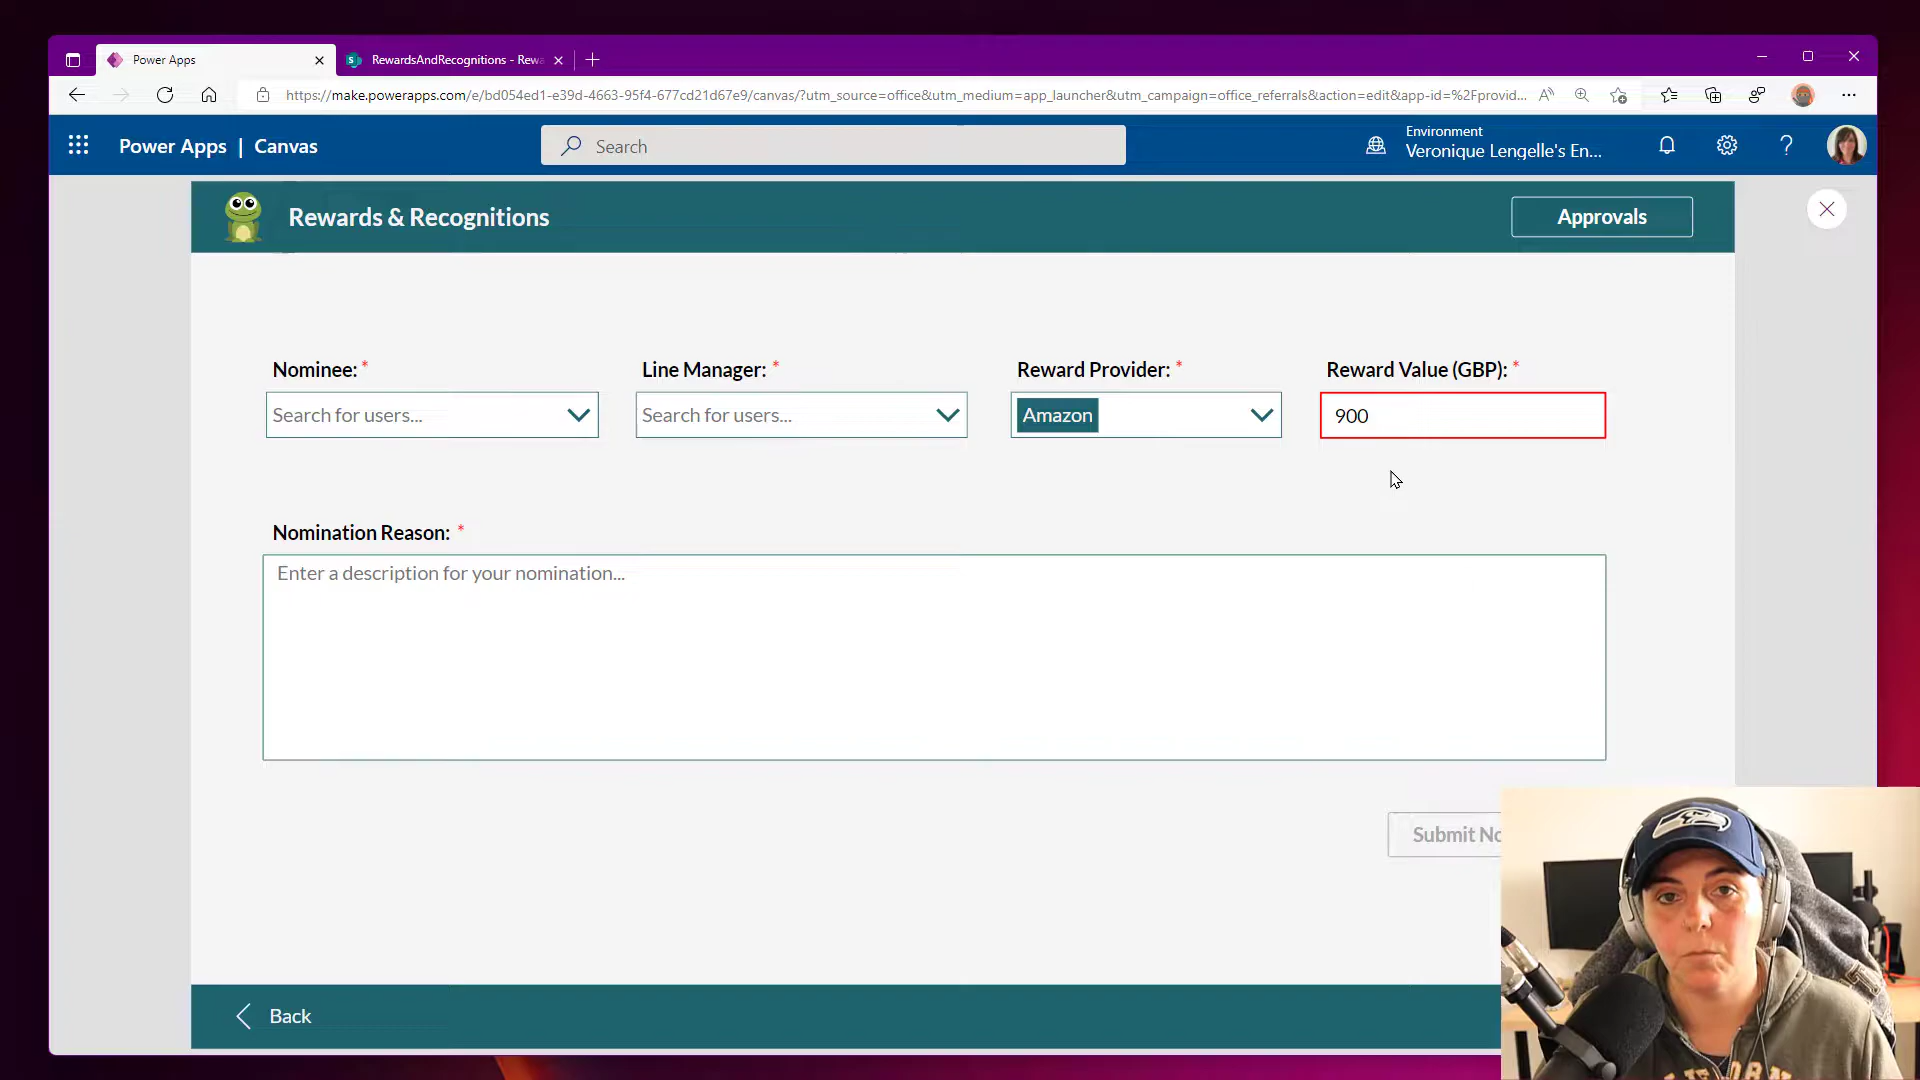 Power Apps
RewardsAndRecognitions - Rewa
https://make.powerapps.com/e/bd054ed1-e39d-4663-95f4-677cd21d67e9/canvas/?utm_source=office&utm_medium=app_launcher&utm_campaign=office_referrals&action=edit&app-id=%2Fprovid...
Power Apps | Canvas
Search
Environment
Veronique Lengelle's En...
Rewards & Recognitions
Approvals
Nominee: *
Line Manager: *
Reward Provider: *
Reward Value (GBP): *
Search for users...
Search for users...
Amazon
900
Nomination Reason: *
Enter a description for your nomination...
Submit No
Back